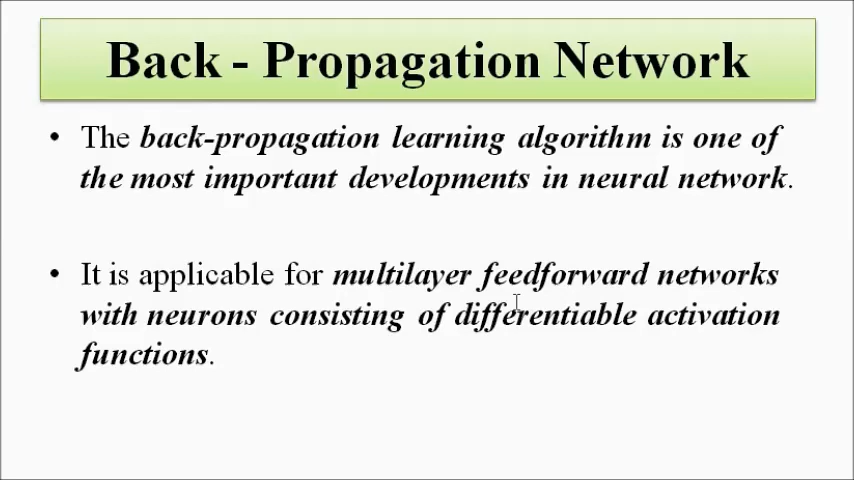 Back - Propagation Network
• The back-propagation learning algorithm is one of
the most important developments in neural network.
• It is applicable for multilayer feedforward networks
with neurons consisting of differentiable activation
functions.